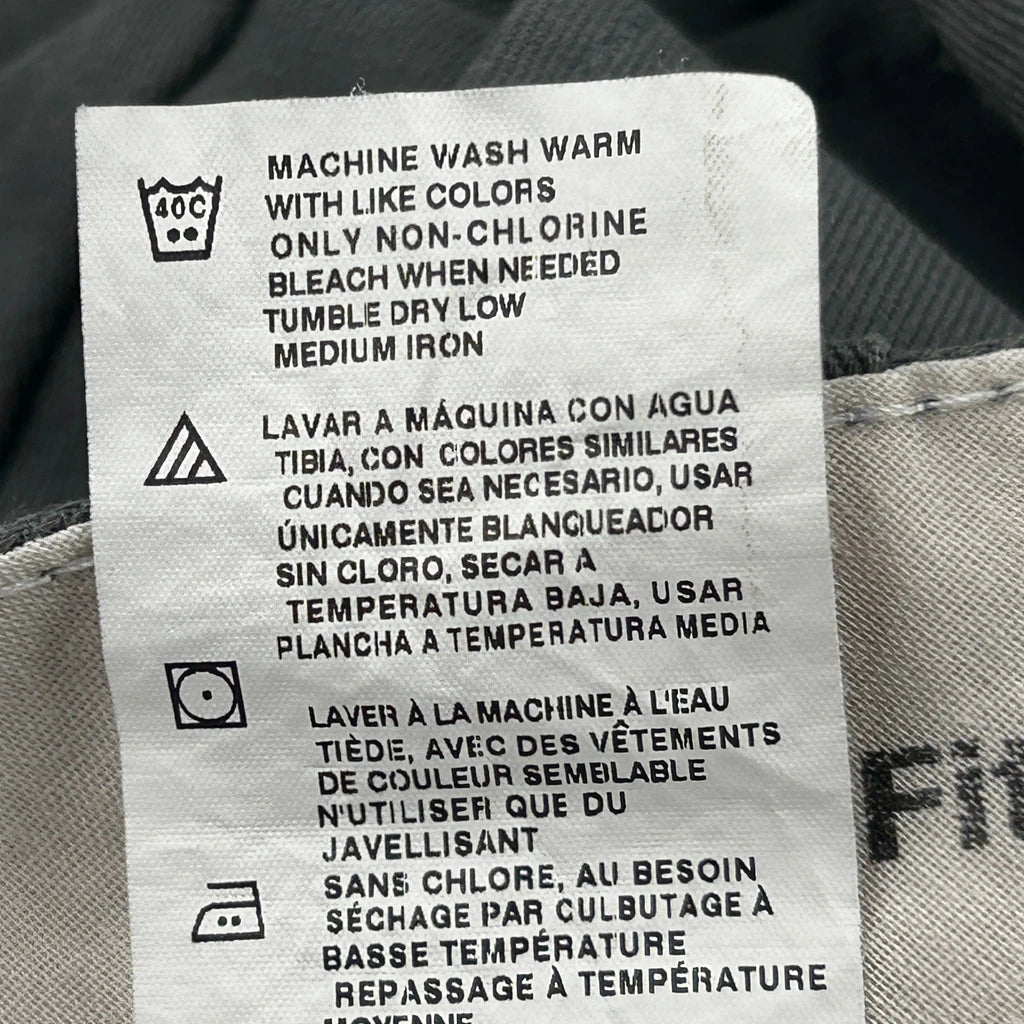 40C
MACHINE WASH WARM
WITH LIKE COLORS
ONLY NON-CHLORINE
BLEACH WHEN NEEDED
TUMBLE DRY LOW
MEDIUM IRON
LAVAR A MÁQUINA CON AGUA
TIBIA, CON COLORES SIMILARES
CUANDO SEA NECESARIO, USAR
ÚNICAMENTE BLANQUEADOR
SIN CLORO, SECAR A
TEMPERATURA BAJA, USAR
PLANCHA A TEMPERATURA MEDIA
LAVER À LA MACHINE À L'EAU
TIÈDE, AVEC DES VÊTEMENTS
DE COULEUR SEMBLABLE
N'UTILISER QUE DU
JAVELLISANT
SANS CHLORE, AU BESOIN
SÉCHAGE PAR CULBUTAGE À
BASSE TEMPÉRATURE
REPASSAGE À TEMPÉRATURE
MOYENNE
Fit